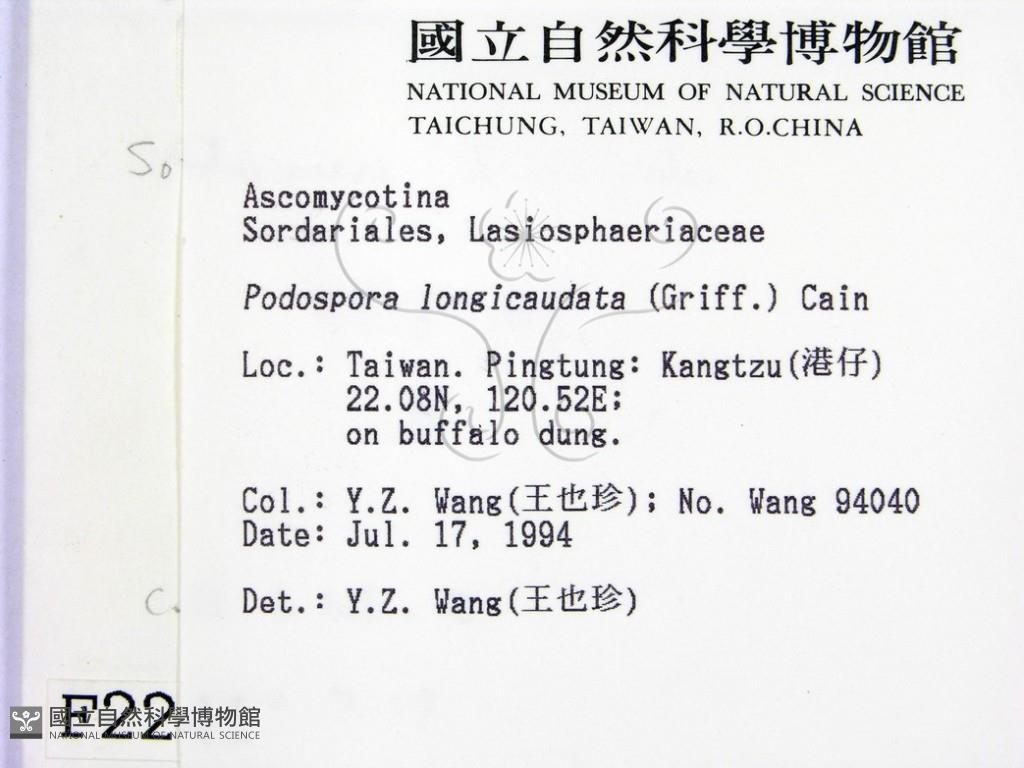 國立自然科學博物館
NATIONAL MUSEUM OF NATURAL SCIENCE
TAICHUNG, TAIWAN, R.O.CHINA
So
Ascomycotina
Sordariales, Lasiosphaeriaceae
Podospora longicaudata (Griff.) Cain
Loc.: Taiwan. Pingtung: Kangtzu(港仔)
22.08N, 120.52E;
on buffalo dung.
Col.: Y.Z. Wang(王也珍); No. Wang 94040
Date: Jul. 17, 1994
C.
Det.: Y.Z. Wang(王也珍)
F22
國立自然科學博物館
NATIONAL MUSEUM OF NATURAL SCIENCE